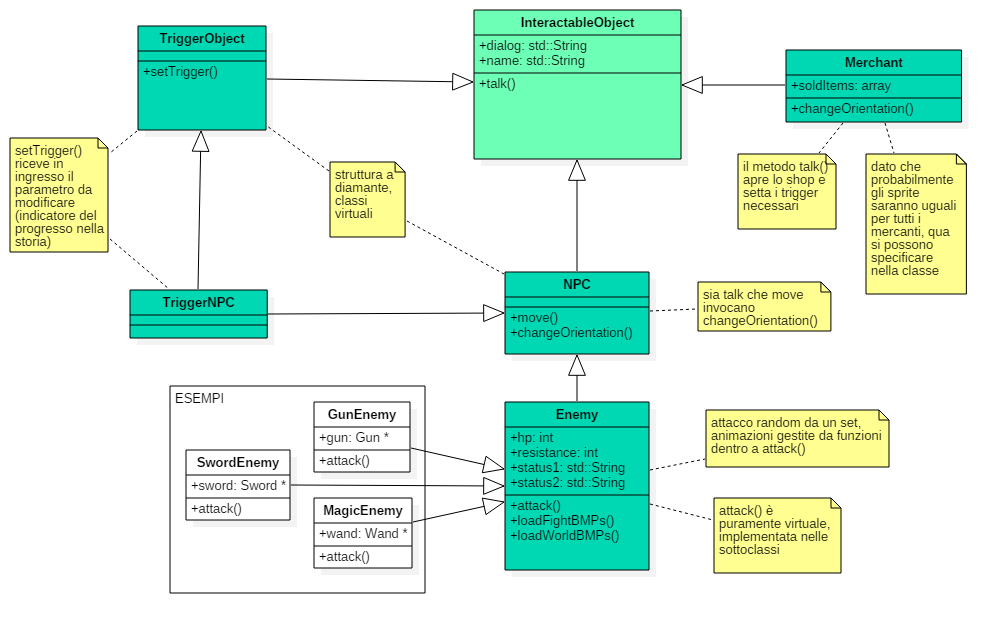 TriggerObject
+setTrigger()
InteractableObject
+dialog: std::String
+name: std::String
+talk()
Merchant
+soldItems: array
+changeOrientation()
setTrigger()
riceve in
ingresso il
parametro da
modificare
(indicatore del
progresso nella
storia)
struttura a
diamante,
classi
virtuali
il metodo talk()
apre lo shop e
setta i trigger
necessari
dato che
probabilmente
gli sprite
saranno uguali
per tutti i
mercanti, qua
si possono
specificare
nella classe
TriggerNPC
NPC
+move()
+changeOrientation()
sia talk che move
invocano
changeOrientation()
ESEMPI
GunEnemy
+gun: Gun *
+attack()
SwordEnemy
+sword: Sword *
+attack()
MagicEnemy
+wand: Wand *
+attack()
Enemy
+hp: int
+resistance: int
+status1: std::String
+status2: std::String
+attack()
+loadFightBMPs()
+loadWorldBMPs()
attacco random da un set,
animazioni gestite da funzioni
dentro a attack()
attack() è
puramente virtuale,
implementata nelle
sottoclassi